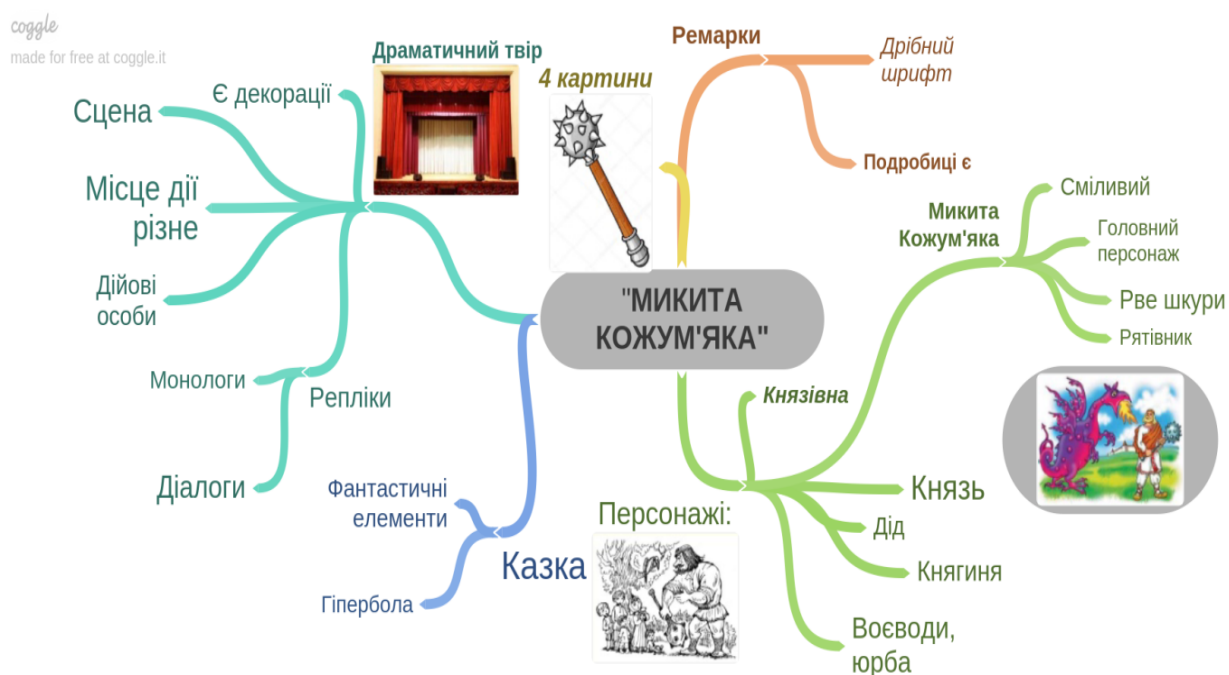 coggle
made for free at coggle.it
Драматичний твір
Є декорації
Сцена
Місце дії
різне
Дійові
особи
Монологи
Репліки
Діалоги
4 картини
Ремарки
Дрібний
шрифт
Подробиці є
"МИКИТА
КОЖУМ'ЯКА"
Микита
Кожум'яка
Сміливий
Головний
персонаж
Рве шкури
Рятівник
Князівна
Князь
Дід
Княгиня
Воєводи,
юрба
Персонажі:
Казка
Фантастичні
елементи
Гіпербола